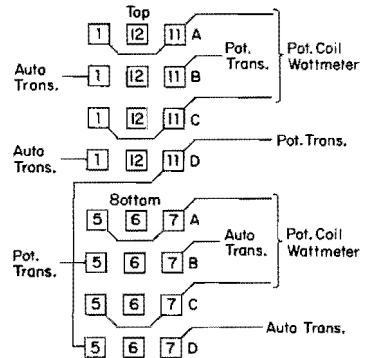 Top
1 12 11 A
Pot. Coil
Wattmeter
Auto
Trans.
1 12 11 B
Pot.
Trans.
1 12 11 C
Auto
Trans.
1 12 11 D
Pot. Trans.
Bottom
5 6 7 A
Pot. Coil
Wattmeter
Pot.
Trans.
5 6 7 B
Auto
Trans.
5 6 7 C
5 6 7 D
Auto Trans.